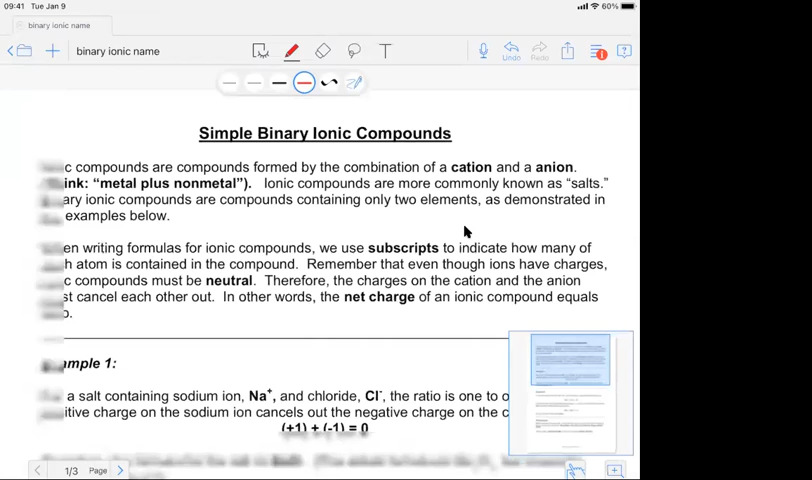 09:41 Tue Jan 9
60%
binary ionic name
binary ionic name
T
Undo
Redo
Simple Binary Ionic Compounds
c compounds are compounds formed by the combination of a cation and a anion.
ink: “metal plus nonmetal”). Ionic compounds are more commonly known as “salts.”
ary ionic compounds are compounds containing only two elements, as demonstrated in
examples below.
en writing formulas for ionic compounds, we use subscripts to indicate how many of
h atom is contained in the compound. Remember that even though ions have charges,
c compounds must be neutral. Therefore, the charges on the cation and the anion
st cancel each other out. In other words, the net charge of an ionic compound equals
o.
mple 1:
a salt containing sodium ion, Na+, and chloride, Cl-, the ratio is one to o
itive charge on the sodium ion cancels out the negative charge on the c
(+1) + (-1) = 0
1/3 Page